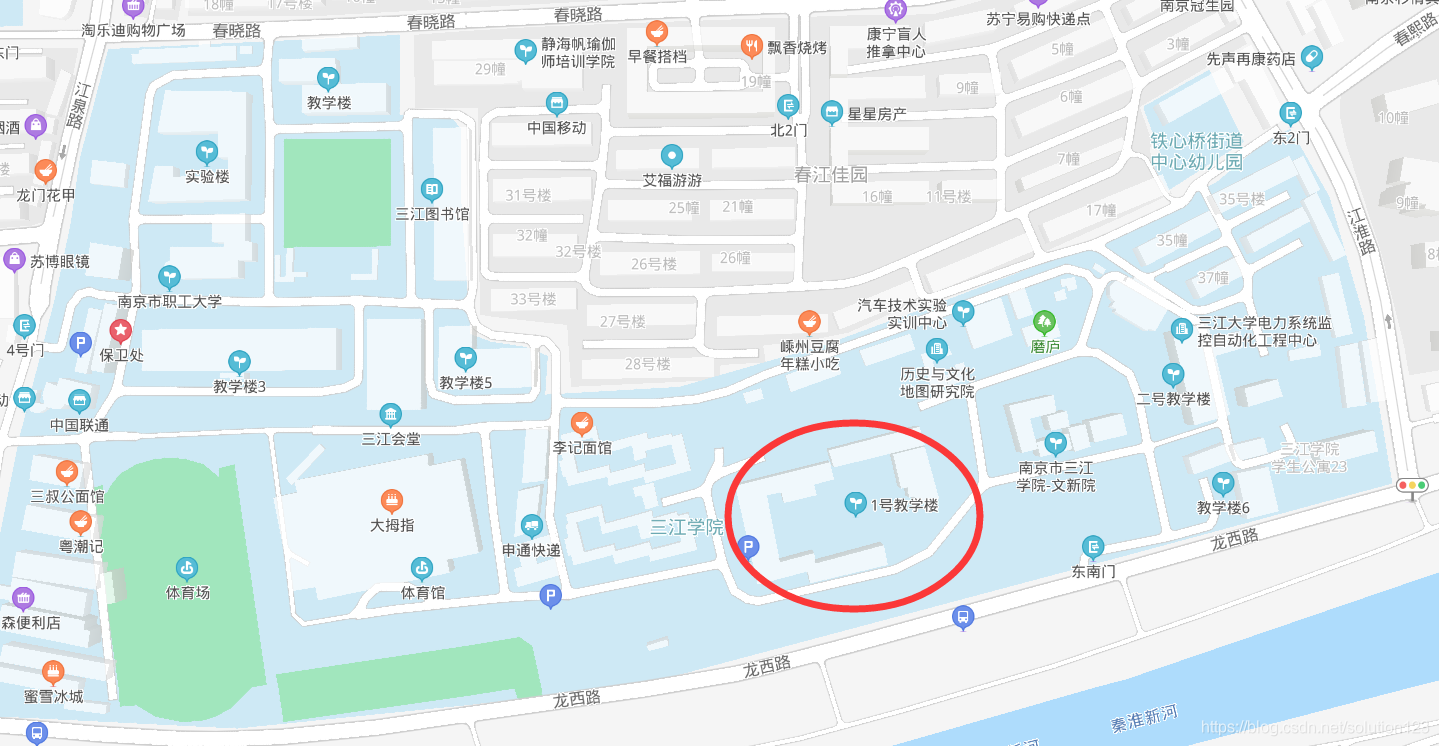 18幢
17号楼
春晓路
南京冠生园
淘乐迪购物广场
春晓路
苏宁易购快递点
康宁盲人
推拿中心
春熙路
静海帆瑜伽
师培训学院
早餐搭档
飘香烧烤
5幢
3幢
先声再康药店
29幢
19幢
9幢
6幢
教学楼
江泉路
中国移动
北2门
星星房产
东2门
10幢
铁心桥街道
中心幼儿园
实验楼
龙门花甲
艾福游游
春江佳园
7幢
31号楼
25幢
21幢
16幢
11号楼
17幢
35号楼
9幢
三江图书馆
32幢
32号楼
26号楼
26幢
35幢
江淮路
苏博眼镜
37幢
南京市职工大学
33号楼
27号楼
汽车技术实验
实训中心
三江大学电力系统监
控自动化工程中心
4号门
P
保卫处
嵊州豆腐
年糕小吃
磨庐
教学楼3
教学楼5
28号楼
历史与文化
地图研究院
二号教学楼
中国联通
三江会堂
李记面馆
三江学院
学生公寓23
南京市三江
学院-文新院
三叔公面馆
大拇指
1号教学楼
教学楼6
三江学院
粤潮记
申通快递
P
龙西路
东南门
体育场
体育馆
P
森便利店
龙西路
蜜雪冰城
龙西路
秦淮新河
https://blog.csdn.net/solution123